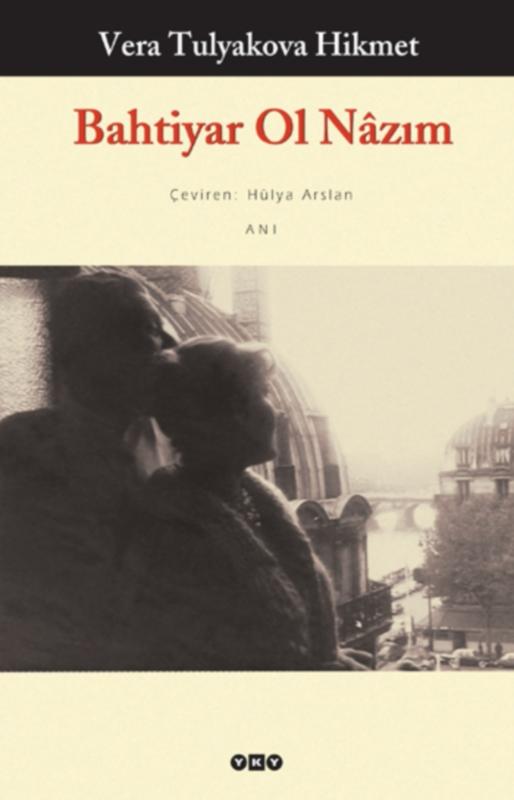 Vera Tulyakova Hikmet
Bahtiyar Ol Nâzım
Çeviren: Hülya Arslan
ANI
YKY